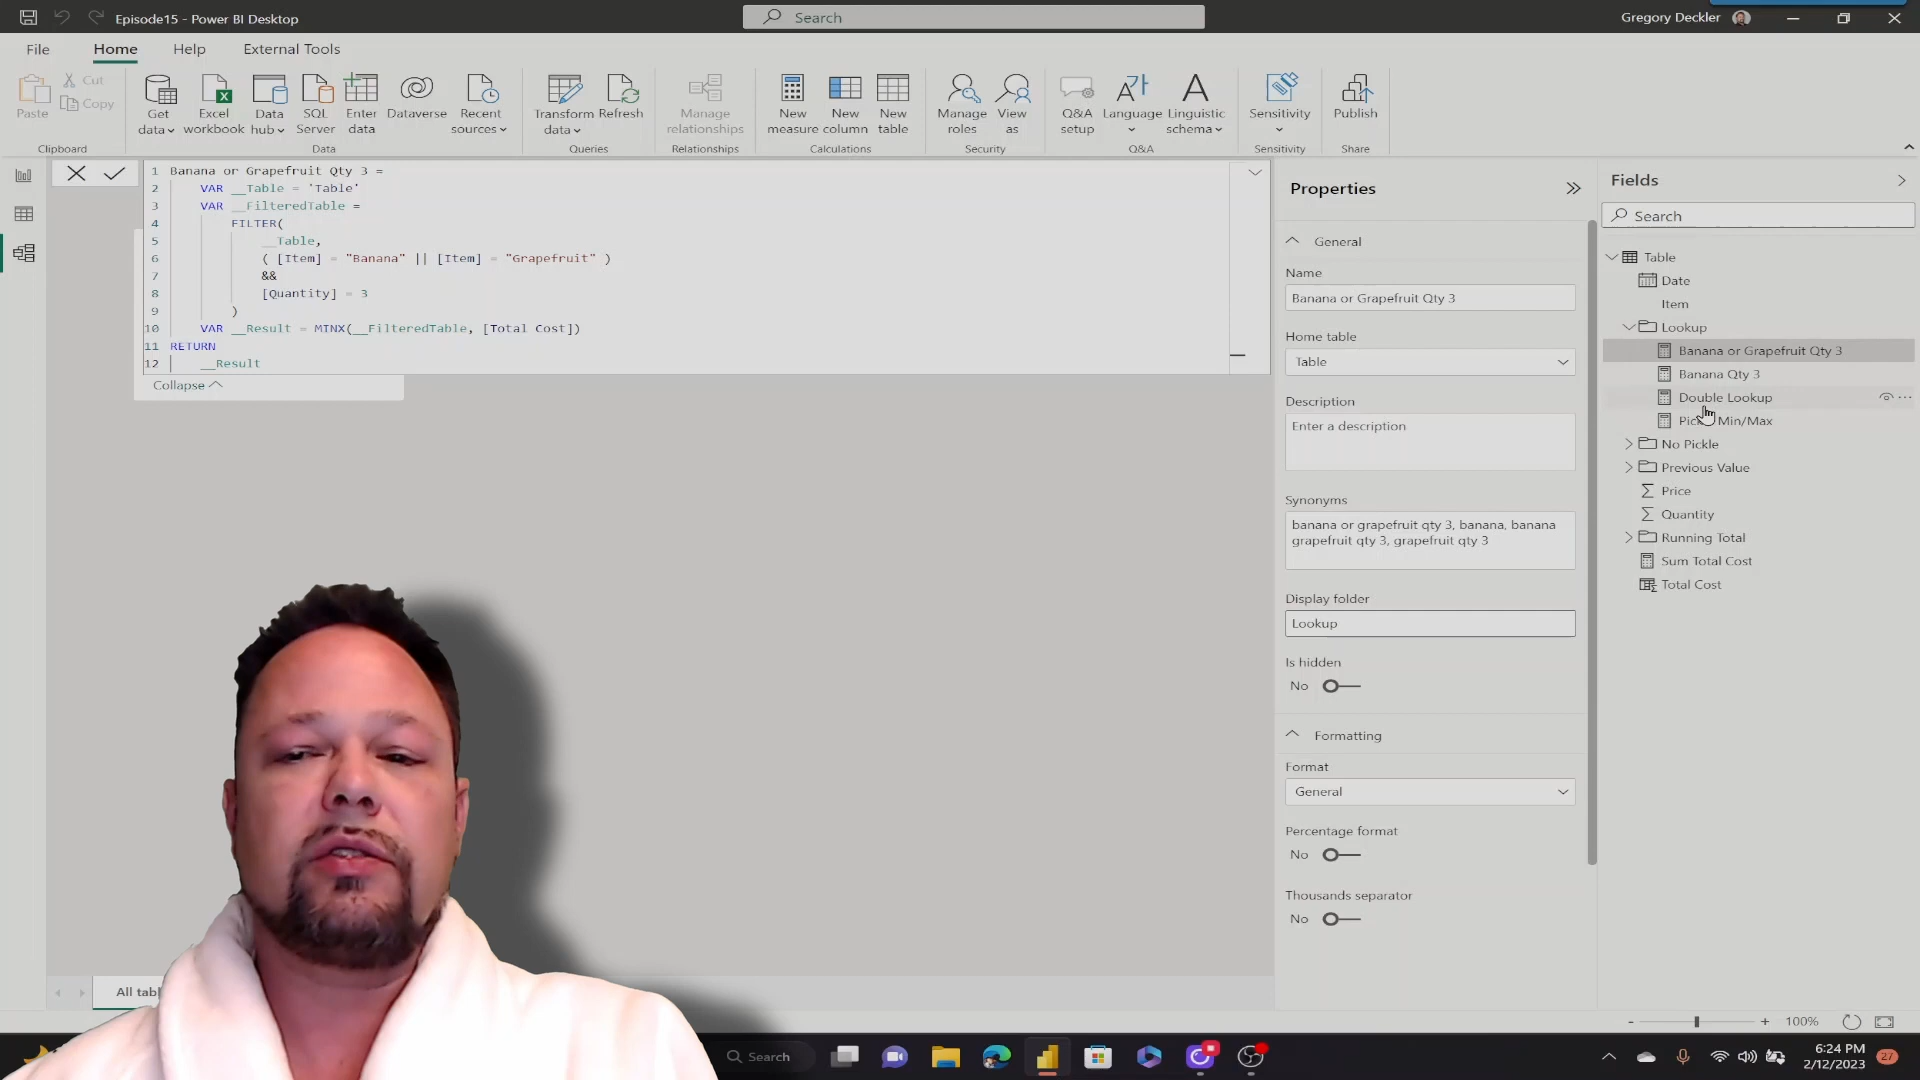 Episode15 - Power BI Desktop
Search
Gregory Deckler
File
Home
Help
External Tools
Paste
Cut
Copy
Clipboard
Get data
Excel workbook
Data hub
SQL Server
Enter data
Dataverse
Recent sources
Data
Transform data
Refresh
Queries
Manage relationships
Relationships
New measure
New column
New table
Calculations
Manage roles
View as
Security
Q&A setup
Language
Linguistic schema
Q&A
Sensitivity
Sensitivity
Publish
Share
1 Banana or Grapefruit Qty 3 =
2 VAR __Table = 'Table'
3 VAR __FilteredTable =
4 FILTER(
5 __Table,
6 ( [Item] = "Banana" || [Item] = "Grapefruit" )
7 &&
8 [Quantity] = 3
9 )
10 VAR __Result = MINX(__FilteredTable, [Total Cost])
11 RETURN
12 __Result
Collapse
Properties
General
Name
Banana or Grapefruit Qty 3
Home table
Table
Description
Enter a description
Synonyms
banana or grapefruit qty 3, banana, banana
grapefruit qty 3, grapefruit qty 3
Display folder
Lookup
Is hidden
No
Formatting
Format
General
Percentage format
No
Thousands separator
No
Fields
Search
Table
Date
Item
Lookup
Banana or Grapefruit Qty 3
Banana Qty 3
Double Lookup
Min/Max
No Pickle
Previous Value
Price
Quantity
Running Total
Sum Total Cost
Total Cost
All
100%
Search
6:24 PM
2/12/2023
27